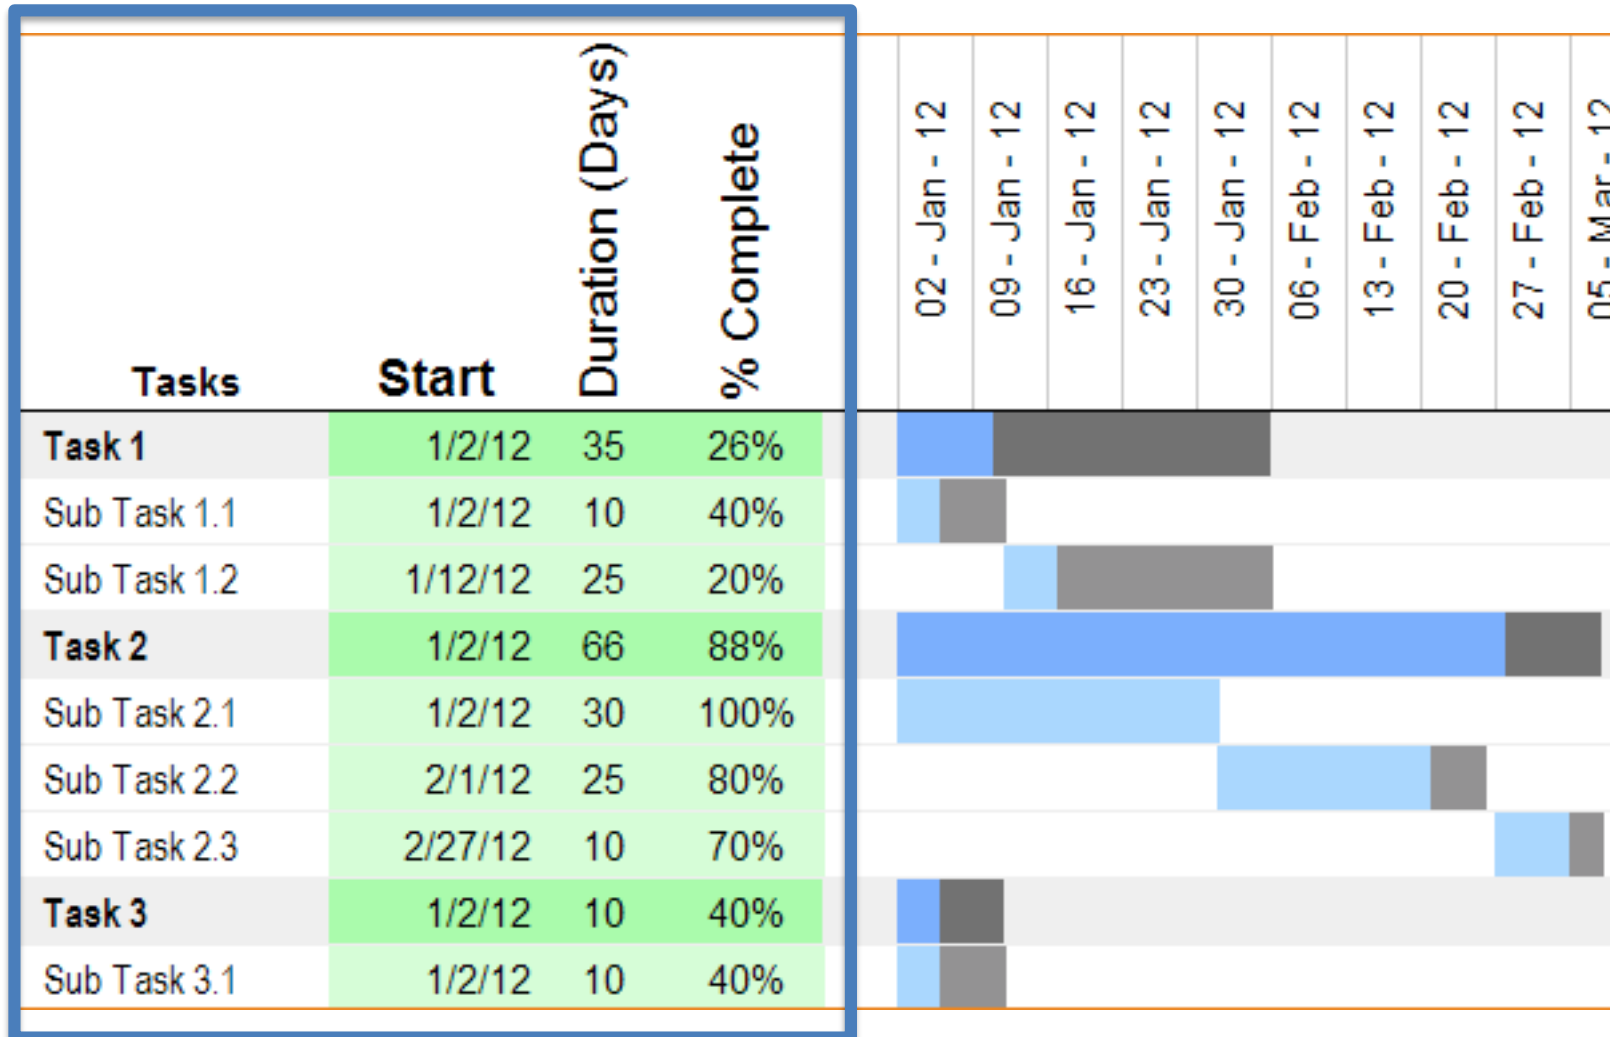 Tasks Start Duration (Days) % Complete 02 - Jan - 12 09 - Jan - 12 16 - Jan - 12 23 - Jan - 12 30 - Jan - 12 06 - Feb - 12 13 - Feb - 12 20 - Feb - 12 27 - Feb - 12 05 - Mar - 12
Task 1 1/2/12 35 26%
Sub Task 1.1 1/2/12 10 40%
Sub Task 1.2 1/12/12 25 20%
Task 2 1/2/12 66 88%
Sub Task 2.1 1/2/12 30 100%
Sub Task 2.2 2/1/12 25 80%
Sub Task 2.3 2/27/12 10 70%
Task 3 1/2/12 10 40%
Sub Task 3.1 1/2/12 10 40%